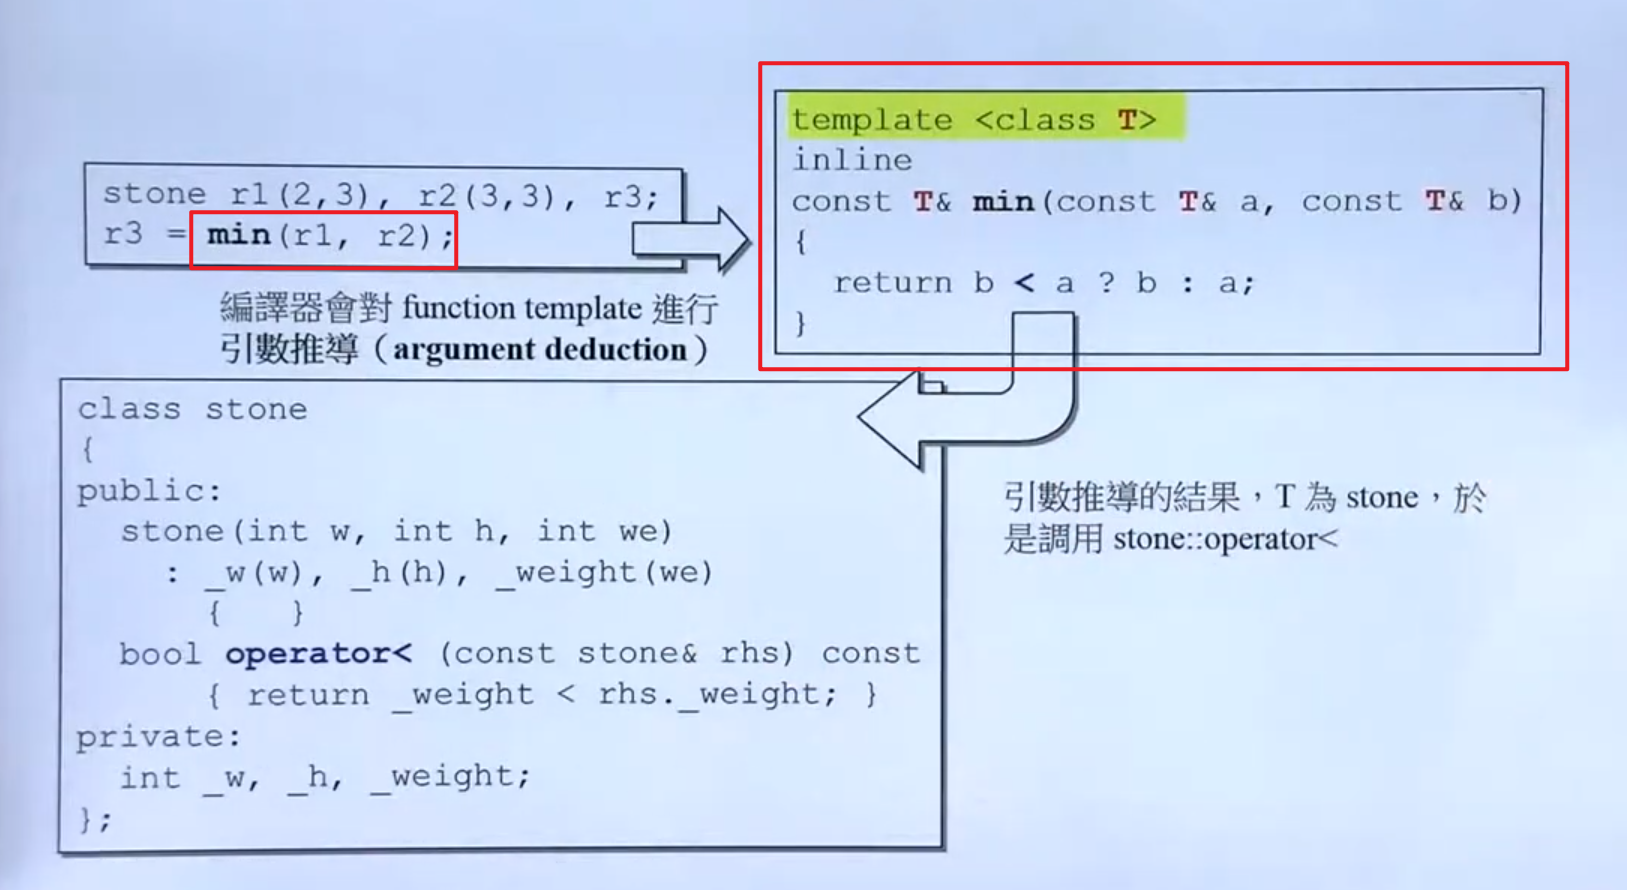 stone r1(2,3), r2(3,3), r3;
r3 = min(r1, r2);
編譯器會對 function template 進行
引數推導（argument deduction）
template <class T>
inline
const T& min(const T& a, const T& b)
{
  return b < a ? b : a;
}
引數推導的結果，T 為 stone，於
是調用 stone::operator<
class stone
{
public:
  stone(int w, int h, int we)
    : _w(w), _h(h), _weight(we)
      {   }
  bool operator< (const stone& rhs) const
      { return _weight < rhs._weight; }
private:
  int _w, _h, _weight;
};